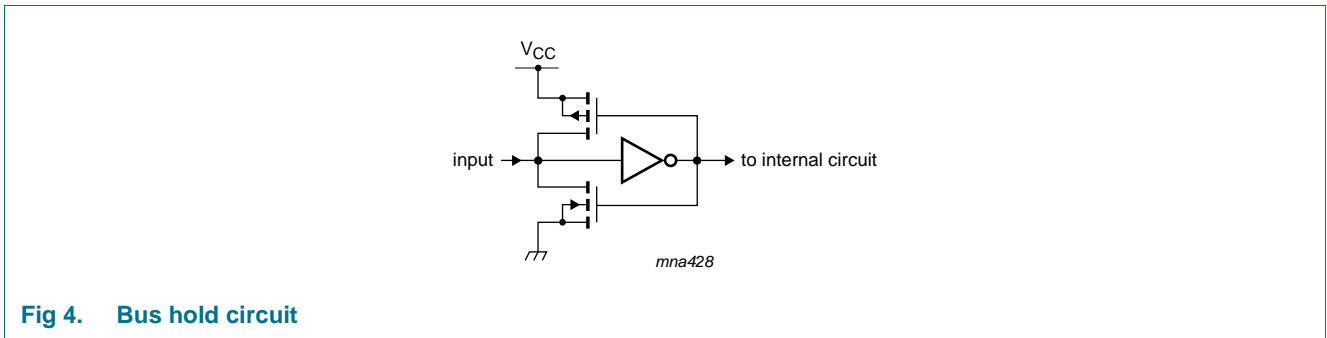 VCC
input
to internal circuit
mna428
Fig 4. Bus hold circuit